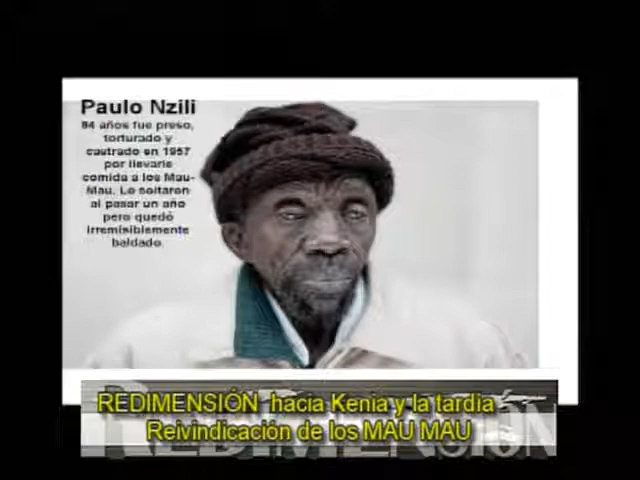 Paulo Nzili
84 años fue preso,
torturado y
castrado en 1957
por llevarle
comida a los Mau-
Mau. Lo soltaron
al pasar un año
pero quedó
irremisiblemente
baldado.
REDIMENSIÓN hacia Kenia y la tardía
Reivindicación de los MAU MAU
REDIMENSIÓN